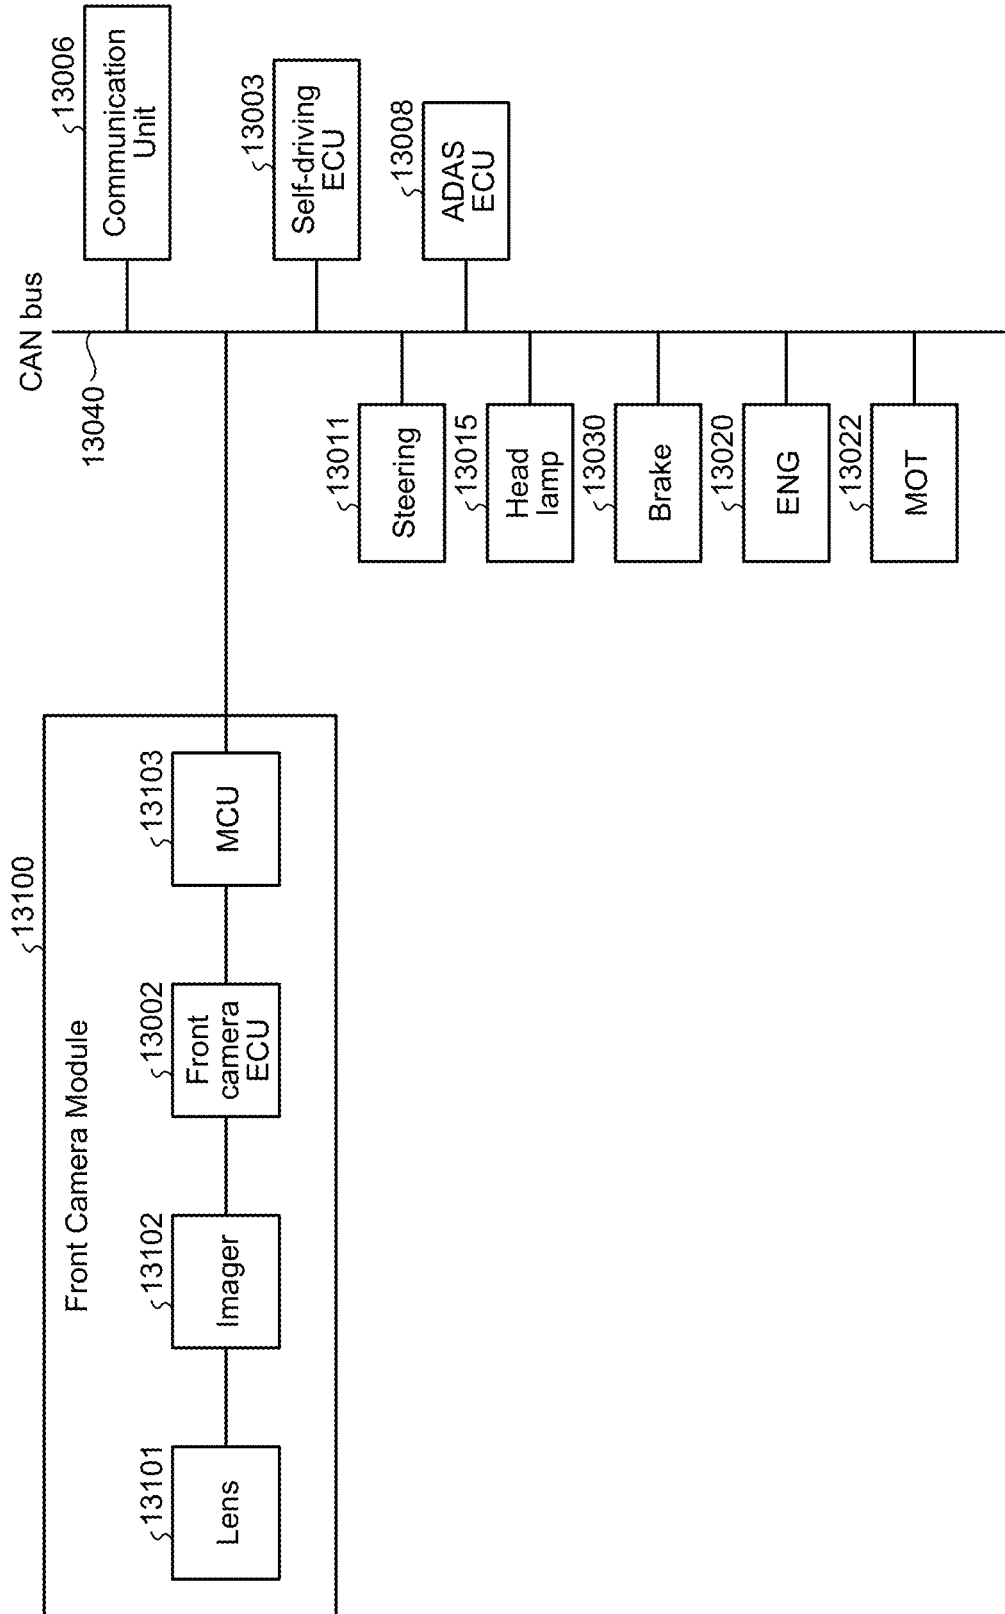 13100
Front Camera Module
13101
Lens
13102
Imager
13002
Front
camera
ECU
13103
MCU
CAN bus
13040
13006
Communication
Unit
13003
Self-driving
ECU
13008
ADAS
ECU
13011
Steering
13015
Head
lamp
13030
Brake
13020
ENG
13022
MOT